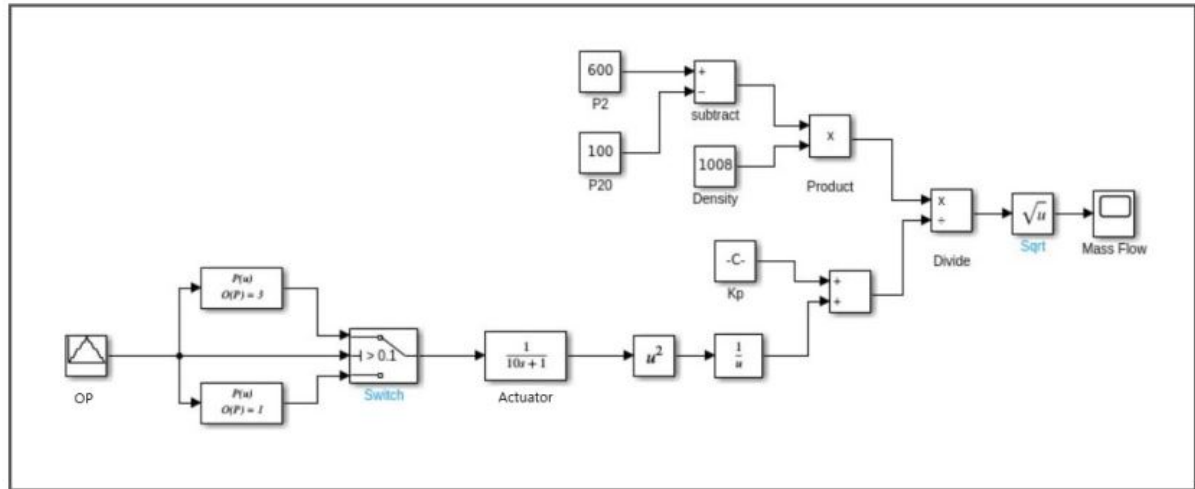 600
P2
+
−
subtract
100
P20
1008
Density
x
Product
x
÷
Divide
√u
Sqrt
Mass Flow
-C-
Kp
+
+
P(u)
O(P) = 3
> 0.1
Switch
P(u)
O(P) = 1
OP
1
10s + 1
Actuator
u²
1
u